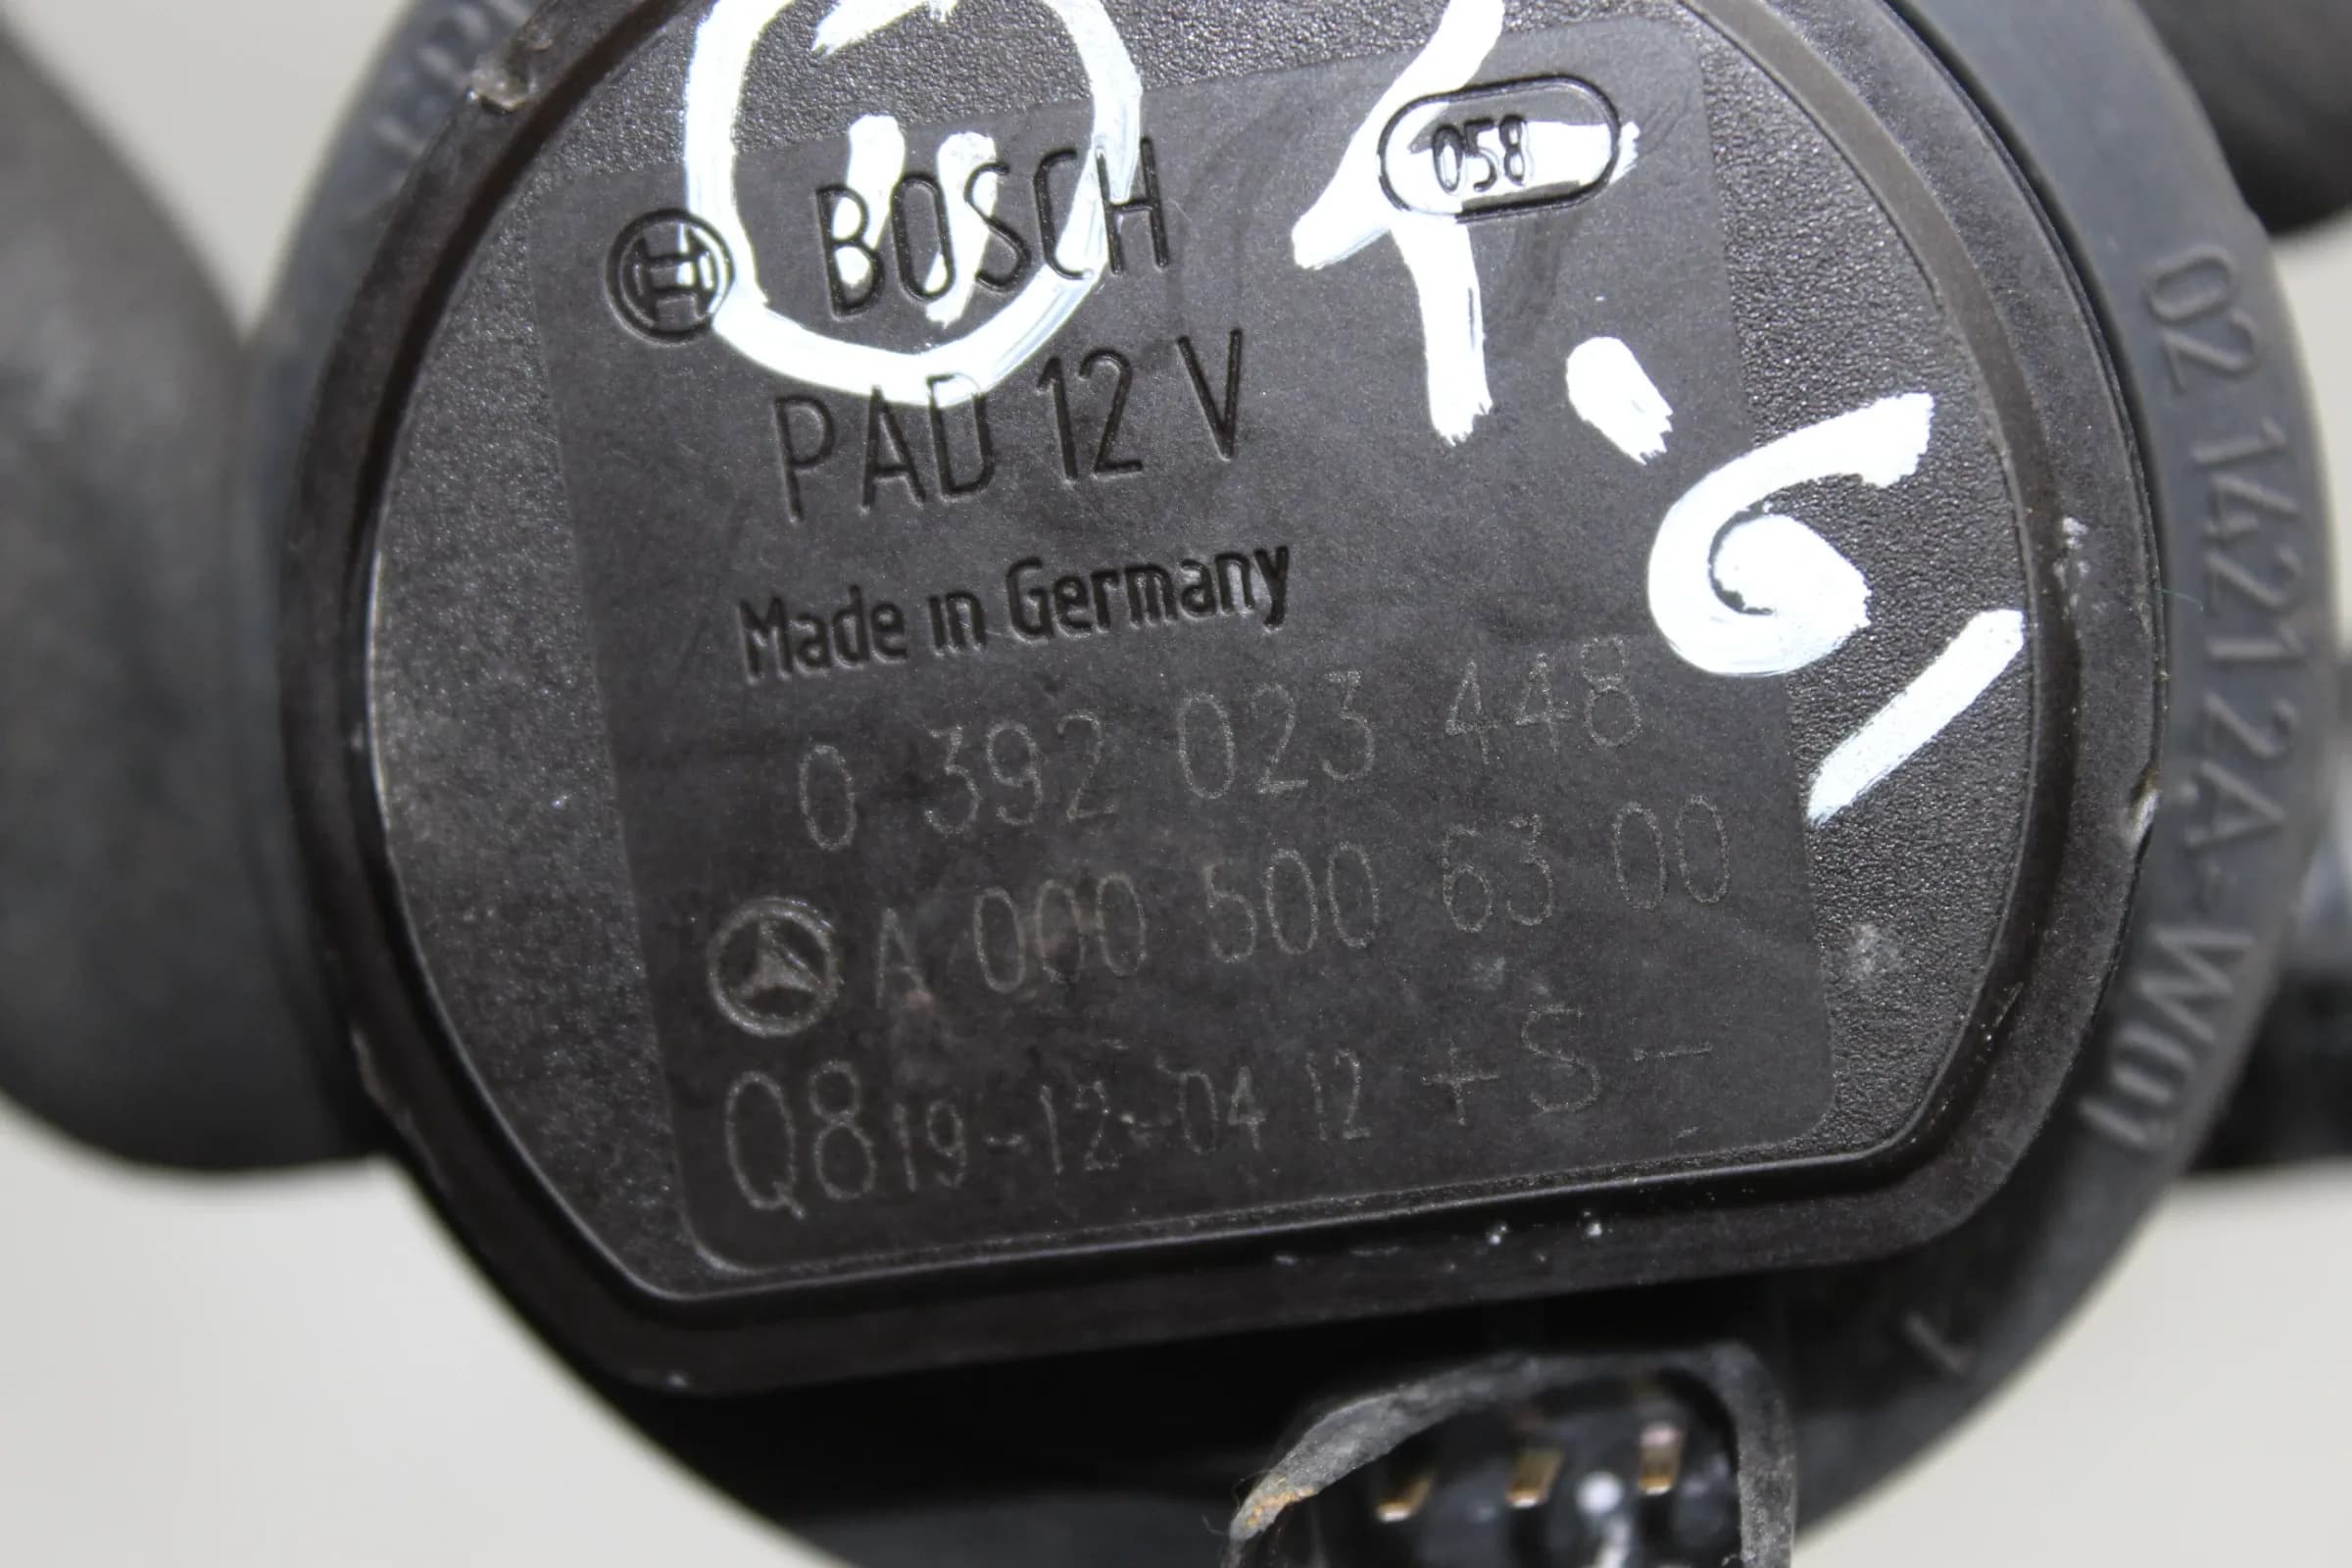 058
BOSCH
PAD 12 V
Made in Germany
0 392 023 448
A 000 500 63 00
Q8 19-12-04 12 + S -
02 1421 2A-W01